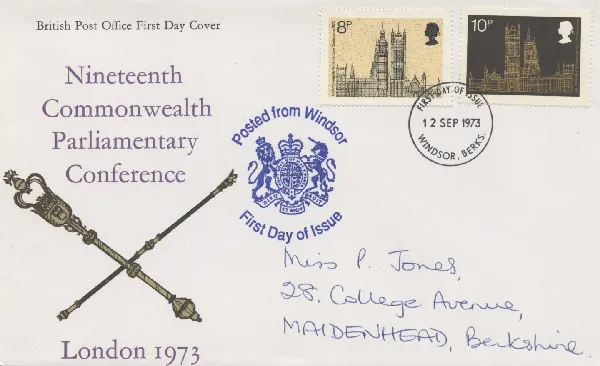 British Post Office First Day Cover
Nineteenth
Commonwealth
Parliamentary
Conference
London 1973
8P
10P
Posted from Windsor
First Day of Issue
FIRST DAY OF ISSUE
12 SEP 1973
WINDSOR, BERKS.
Miss P. Jones,
28. College Avenue,
MAIDENHEAD, Berkshire.